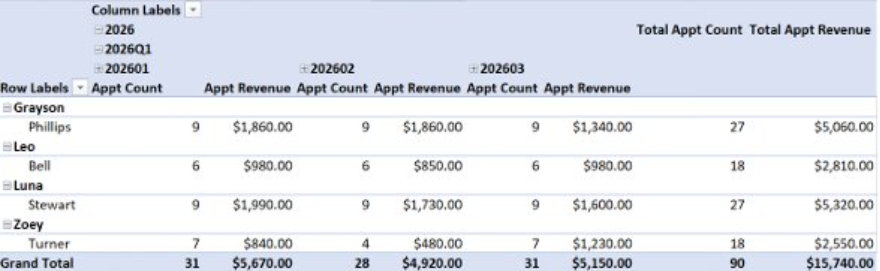 Column Labels
2026 Total Appt Count Total Appt Revenue
2026Q1
202601 202602 202603
Row Labels Appt Count Appt Revenue Appt Count Appt Revenue Appt Count Appt Revenue
Grayson
Phillips 9 $1,860.00 9 $1,860.00 9 $1,340.00 27 $5,060.00
Leo
Bell 6 $980.00 6 $850.00 6 $980.00 18 $2,810.00
Luna
Stewart 9 $1,990.00 9 $1,730.00 9 $1,600.00 27 $5,320.00
Zoey
Turner 7 $840.00 4 $480.00 7 $1,230.00 18 $2,550.00
Grand Total 31 $5,670.00 28 $4,920.00 31 $5,150.00 90 $15,740.00